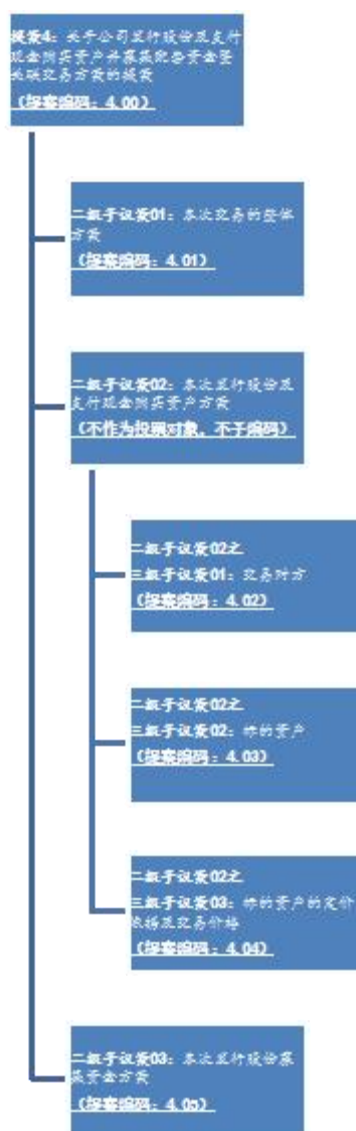 提案4：关于公司发行股份及支付
现金购买资产并募集配套资金暨
关联交易方案的提案
（提案编码：4.00）
二级子议案01：本次交易的整体
方案
（提案编码：4.01）
二级子议案02：本次发行股份及
支付现金购买资产方案
（不作为投票对象，不予编码）
二级子议案02之
三级子议案01：交易对方
（提案编码：4.02）
二级子议案02之
三级子议案02：标的资产
（提案编码：4.03）
二级子议案02之
三级子议案03：标的资产的定价
依据及交易价格
（提案编码：4.04）
二级子议案03：本次发行股份募
集资金方案
（提案编码：4.05）